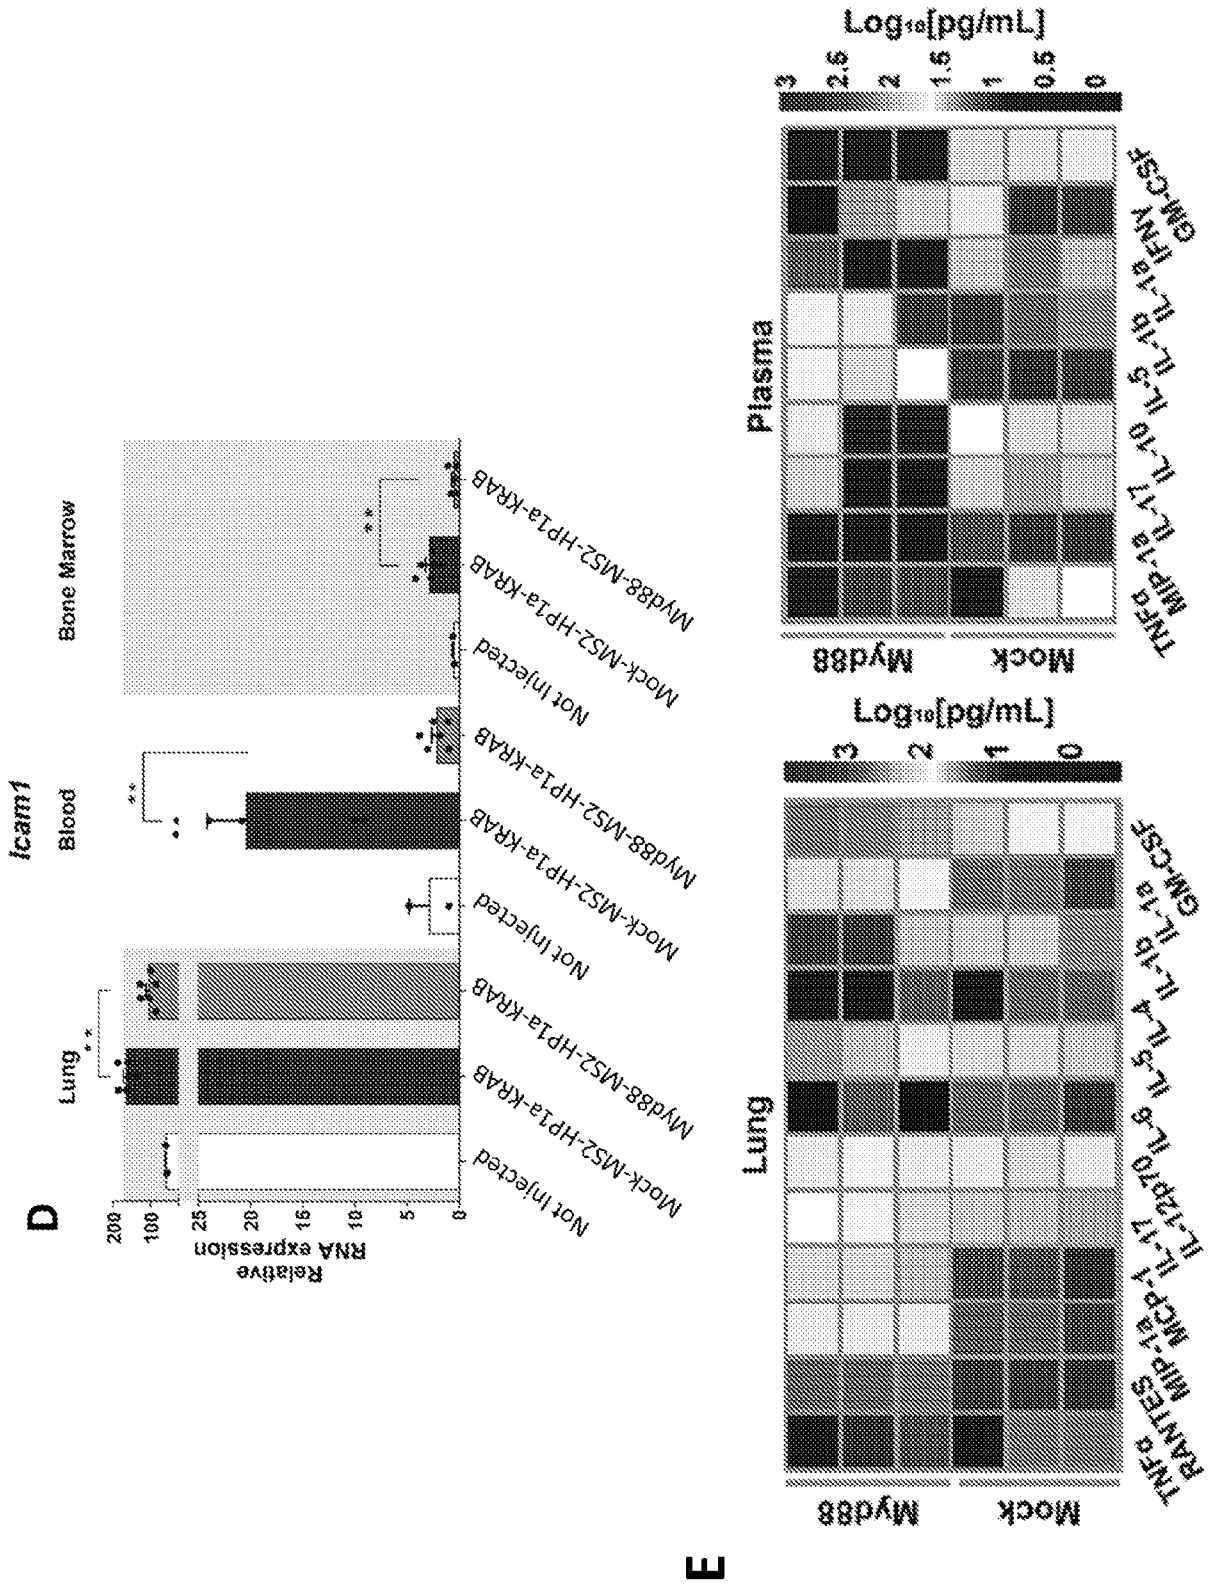 D
Icam1
Lung
Blood
Bone Marrow
**
**
**
Relative
RNA expression
200
100
25
20
15
10
5
0
Not Injected
Mock-MS2-HP1a-KRAB
Myd88-MS2-HP1a-KRAB
Not Injected
Mock-MS2-HP1a-KRAB
Myd88-MS2-HP1a-KRAB
Not Injected
Mock-MS2-HP1a-KRAB
Myd88-MS2-HP1a-KRAB
E
Lung
Myd88
Mock
TNFα
RANTES
MIP-1a
MCP-1
IL-17
IL-12p70
IL-6
IL-5
IL-4
IL-1b
IL-1a
GM-CSF
3
2
1
0
Log₁₀[pg/mL]
Plasma
Myd88
Mock
TNFα
MIP-1a
IL-17
IL-10
IL-5
IL-1b
IL-1a
IFNγ
GM-CSF
3
2.5
2
1.5
1
0.5
0
Log₁₀[pg/mL]